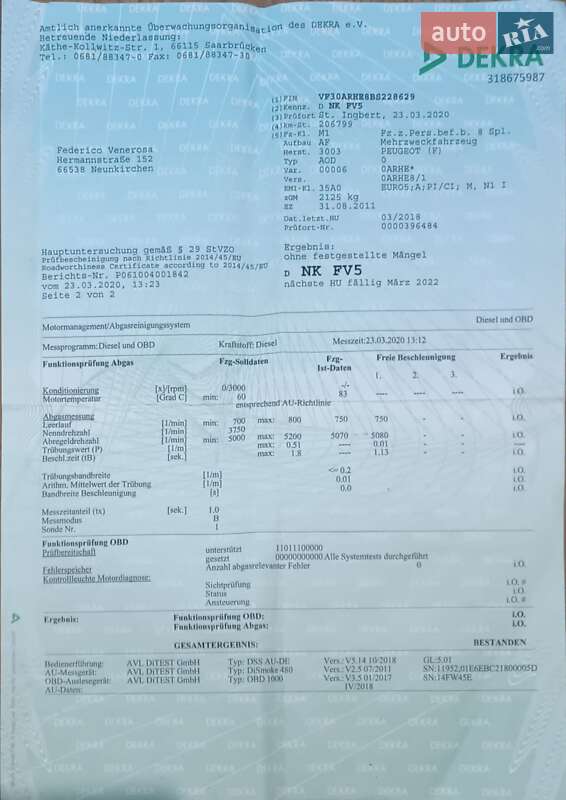 Amtlich anerkannte Überwachungsorganisation des DEKRA e.V.
Betreuende Niederlassung:
Käthe-Kollwitz-Str. 1, 66115 Saarbrücken
Tel.: 0681/88347-0 Fax: 0681/88347-30
auto RIA.com
DEKRA
318675987
(1) FIN VF30ARHE8BS228629
(2) Kennz. D NK FV5
(3) Prüfort St. Ingbert, 23.03.2020
(4) km-St. 206799
(5) Fz-Kl. M1 Fz.z.Pers.bef.b. 8 Spl.
Aufbau AF Mehrzweckfahrzeug
Herst. 3003 PEUGEOT (F)
Typ AOD 0
Var. 00006 0ARHE*
Vers. 0ARHE8/1
EMI-Kl. 35A0 EURO5;A;PI/CI; M, N1 I
zGM 2125 kg
EZ 31.08.2011
Dat.letzt.HU 03/2018
Prüfort-Nr. 0000396484
Federico Venerosa
Hermannstraße 152
66538 Neunkirchen
Hauptuntersuchung gemäß § 29 StVZO
Prüfbescheinigung nach Richtlinie 2014/45/EU
Roadworthiness Certificate according to 2014/45/EU
Berichts-Nr. P061004001842
vom 23.03.2020, 13:23
Seite 2 von 2
Ergebnis:
ohne festgestellte Mängel
D NK FV5
nächste HU fällig März 2022
Motormanagement/Abgasreinigungssystem Diesel und OBD
Messprogramm:Diesel und OBD Kraftstoff:Diesel Messzeit:23.03.2020 13:12
Funktionsprüfung Abgas Fzg-Solldaten Fzg-Ist-Daten Freie Beschleunigung Ergebnis
1. 2. 3.
Konditionierung [x]/[rpm] 0/3000 -/-
Motortemperatur [Grad C] min: 60 83 ---- ---- ---- i.O.
entsprechend AU-Richtlinie
Abgasmessung
Leerlauf [1/min] min: 700 max: 800 750 750 - - i.O.
Nenndrehzahl [1/min] 3750
Abregeldrehzahl [1/min] min: 5000 max: 5200 5070 5080 - - i.O.
Trübungswert (P) [1/m] max: 0.51 ---- 0.01 - - ----
Beschl.zeit (tB) [sek.] max: 1.8 ---- 1.13 - - i.O.
Trübungsbandbreite [1/m] <= 0.2 i.O.
Arithm. Mittelwert der Trübung [1/m] 0.01 i.O.
Bandbreite Beschleunigung [s] 0.0 i.O.
Messzeitanteil (tx) [sek.] 1.0
Messmodus B
Sonde Nr. 1
Funktionsprüfung OBD
Prüfbereitschaft unterstützt 11011100000
gesetzt 00000000000 Alle Systemtests durchgeführt
Fehlerspeicher Anzahl abgasrelevanter Fehler 0 i.O.
Kontrollleuchte Motordiagnose:
Sichtprüfung i.O. #
Status i.O.
Ansteuerung i.O. #
Ergebnis: Funktionsprüfung OBD: i.O.
Funktionsprüfung Abgas: i.O.
GESAMTERGEBNIS: BESTANDEN
Bedienerführung: AVL DiTEST GmbH Typ: DSS AU-DE Vers.: V3.14 10/2018 GL:5.01
AU-Messgerät: AVL DiTEST GmbH Typ: DiSmoke 480 Vers.: V2.5 07/2011 SN:11952,01E6EBC21800005D
OBD-Auslesegerät: AVL DiTEST GmbH Typ: OBD 1000 Vers.: V3.5 01/2017 SN:14FW45E
AU-Daten: IV/2018